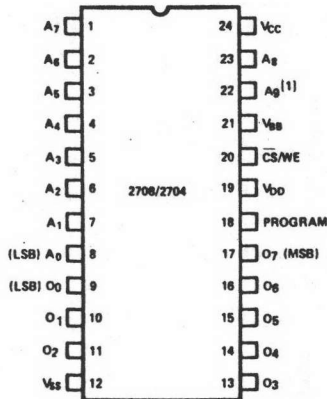 A7 1 24 VCC
A6 2 23 A8
A5 3 22 A9(1)
A4 4 21 VBB
A3 5 20 C̅S̅/WE
A2 6 2708/2704 19 VDD
A1 7 18 PROGRAM
(LSB) A0 8 17 O7 (MSB)
(LSB) O0 9 16 O6
O1 10 15 O5
O2 11 14 O4
VSS 12 13 O3